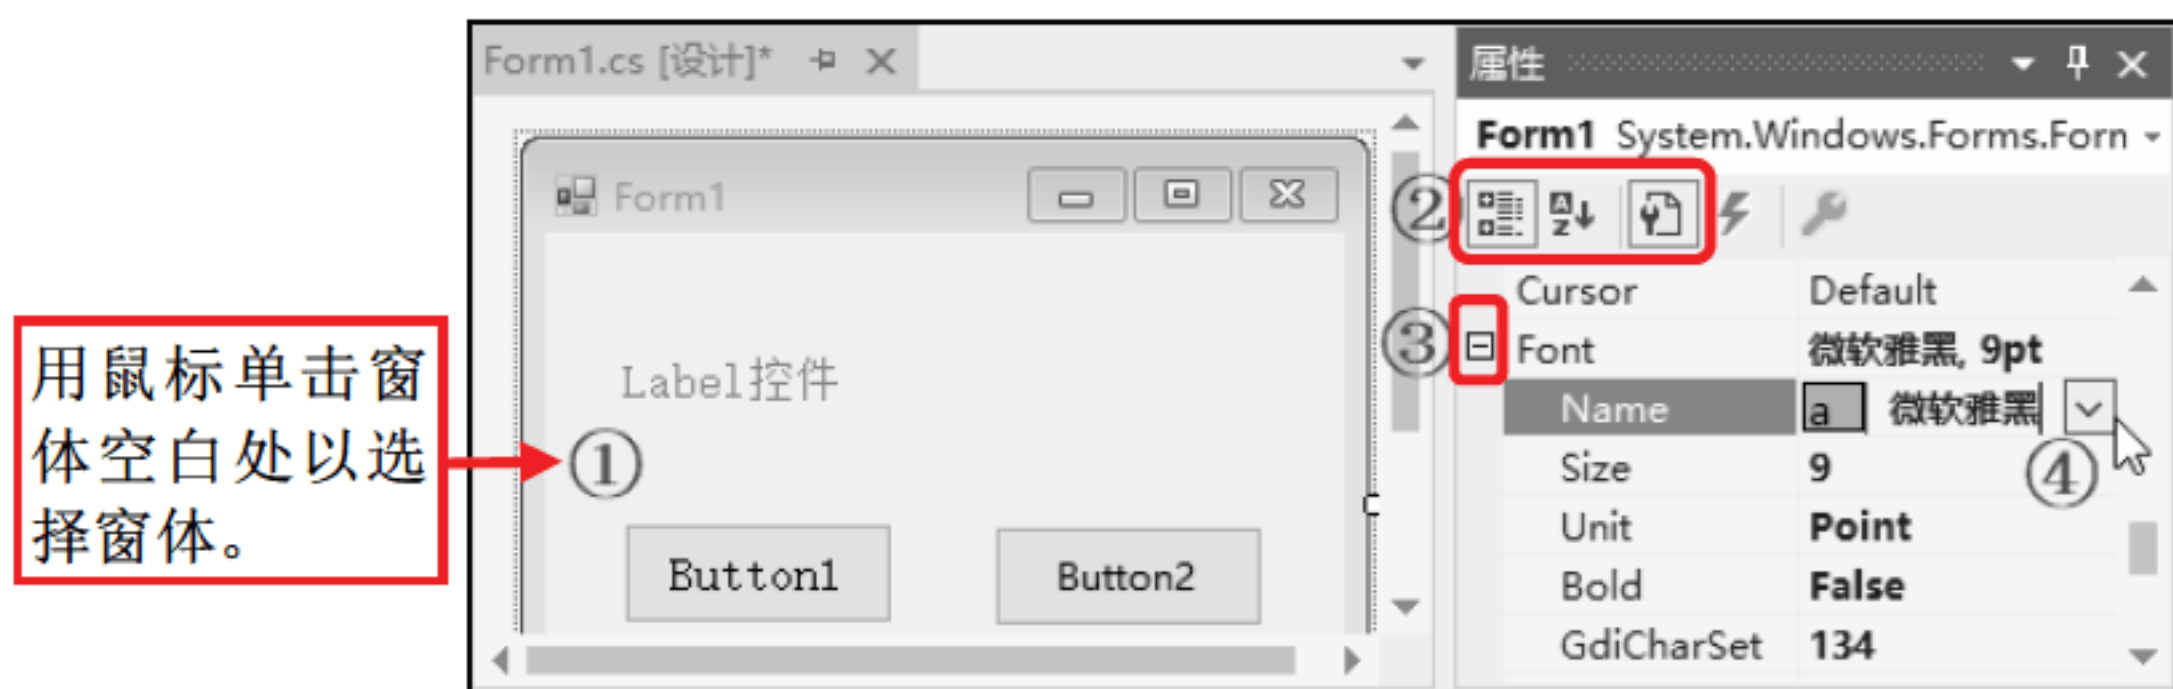 用鼠标单击窗
体空白处以选
择窗体。
Form1.cs [设计]*
Form1
Label控件
①
Button1
Button2
属性
Form1 System.Windows.Forms.Forn
②
Cursor Default
③ Font 微软雅黑, 9pt
Name a 微软雅黑
Size 9
④
Unit Point
Bold False
GdiCharSet 134